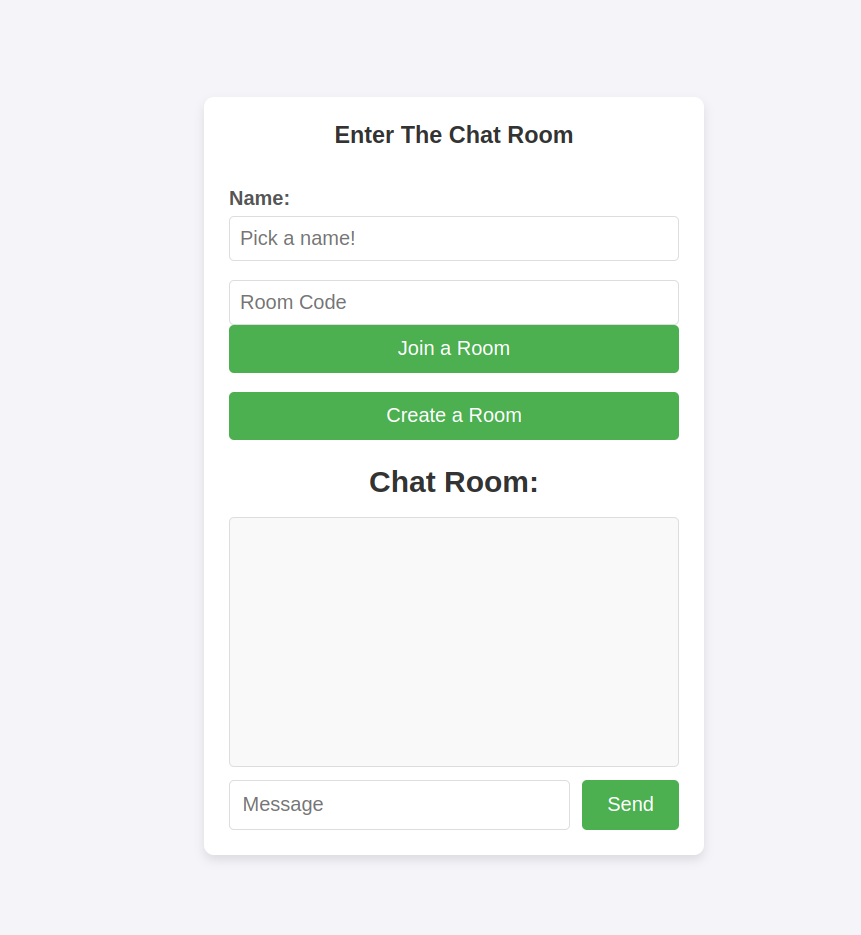 Enter The Chat Room
Name:
Pick a name!
Room Code
Join a Room
Create a Room
Chat Room:
Message
Send